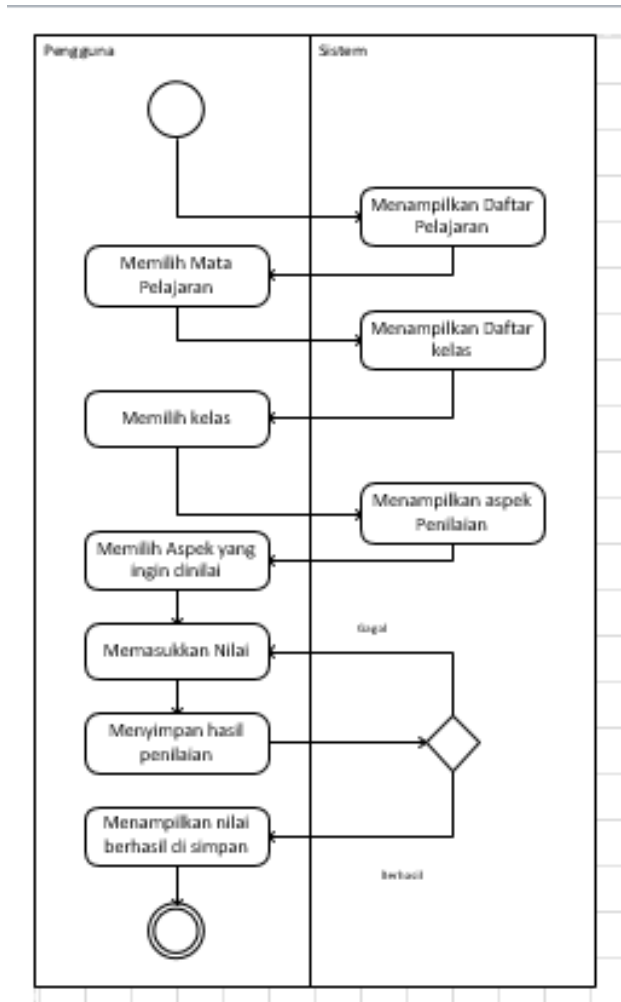 Pengguna
Sistem
Menampilkan Daftar
Pelajaran
Memilih Mata
Pelajaran
Menampilkan Daftar
kelas
Memilih kelas
Menampilkan aspek
Penilaian
Memilih Aspek yang
ingin dinilai
Gagal
Memasukkan Nilai
Menyimpan hasil
penilaian
Menampilkan nilai
berhasil di simpan
Berhasil